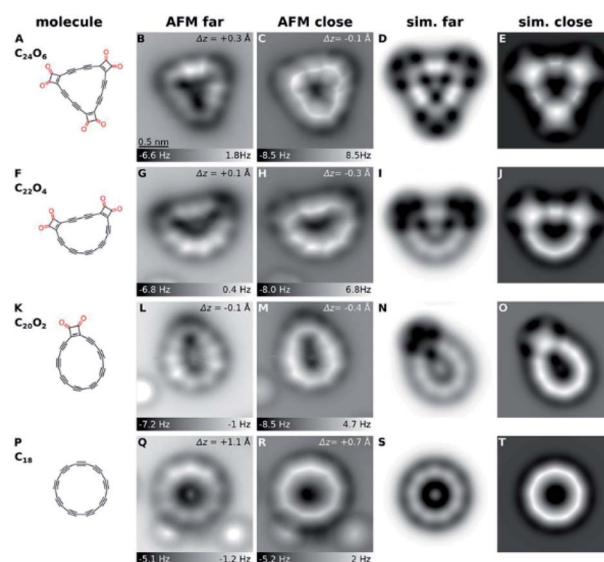 molecule AFM far AFM close sim. far sim. close
A B Δz = +0.3 Å C Δz = -0.1 Å D E
C24O6
O O O O O O
0.5 nm
-6.6 Hz 1.8Hz -8.5 Hz 8.5Hz
F G Δz = +0.1 Å H Δz = -0.3 Å I J
C22O4
O O O O
-6.8 Hz 0.4 Hz -8.0 Hz 6.8Hz
K L Δz = -0.1 Å M Δz = -0.4 Å N O
C20O2
O O
-7.2 Hz -1 Hz -8.5 Hz 4.7 Hz
P Q Δz = +1.1 Å R Δz = +0.7 Å S T
C18
-5.1 Hz -1.2 Hz -5.2 Hz 2 Hz